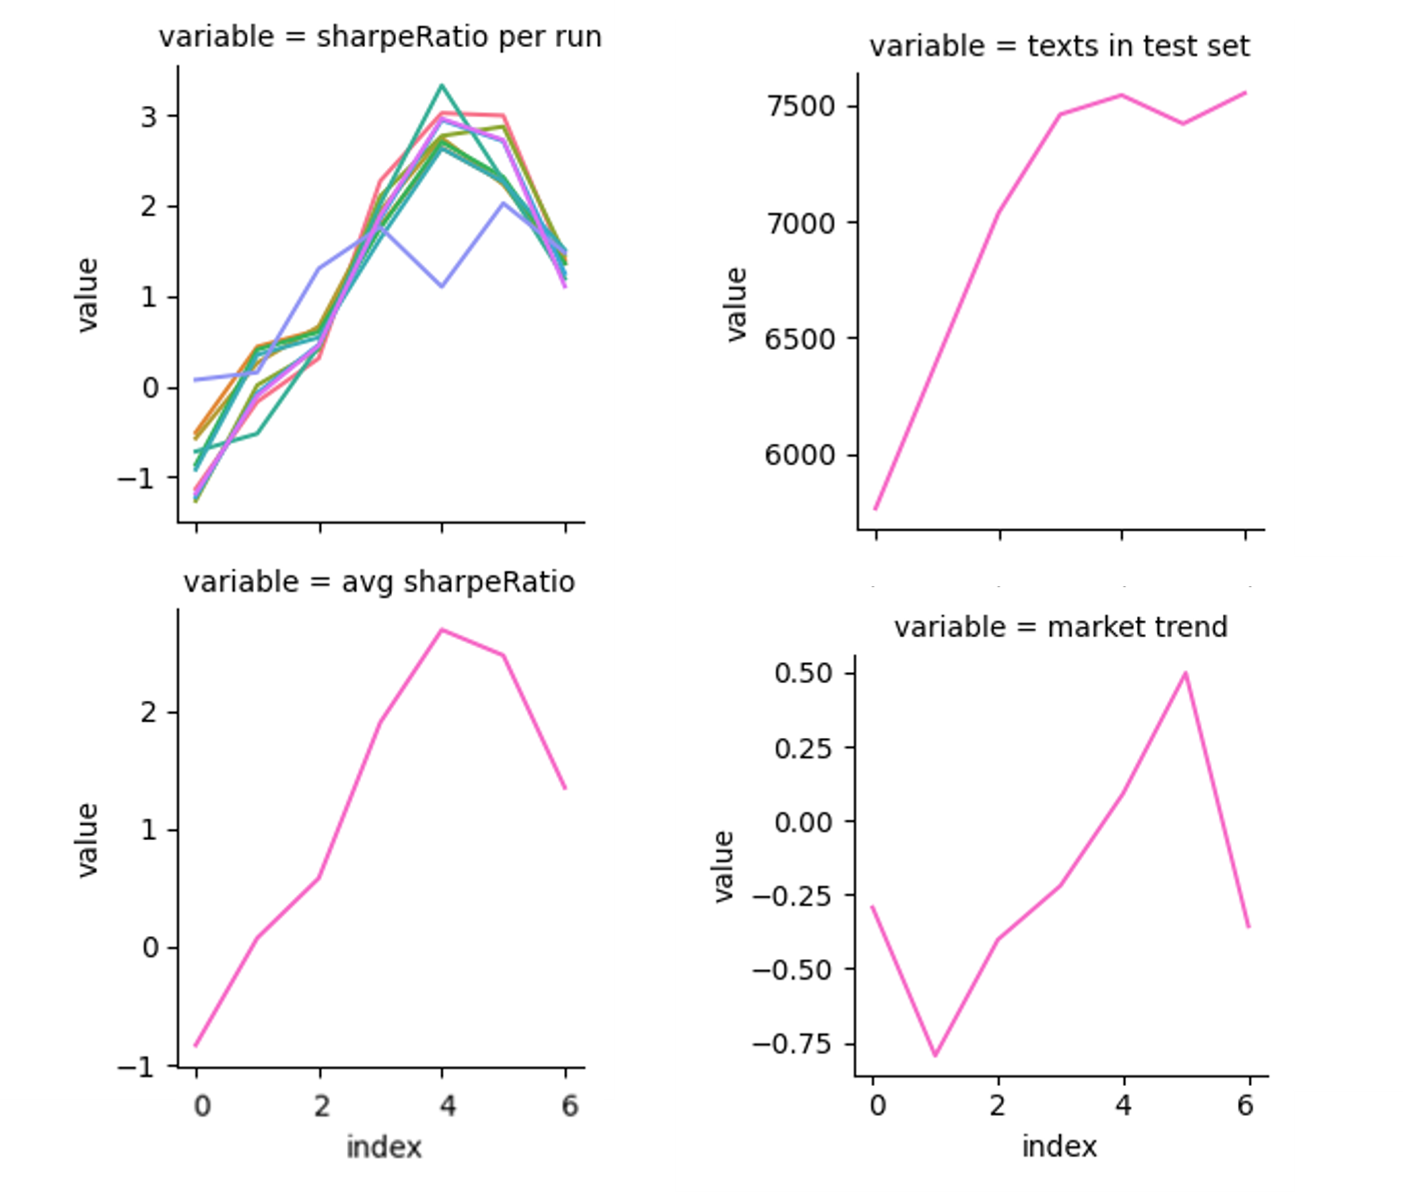 variable = sharpeRatio per run
3
2
1
0
−1
value
variable = texts in test set
7500
7000
6500
6000
value
variable = avg sharpeRatio
2
1
0
−1
value
0 2 4 6
index
variable = market trend
0.50
0.25
0.00
−0.25
−0.50
−0.75
value
0 2 4 6
index